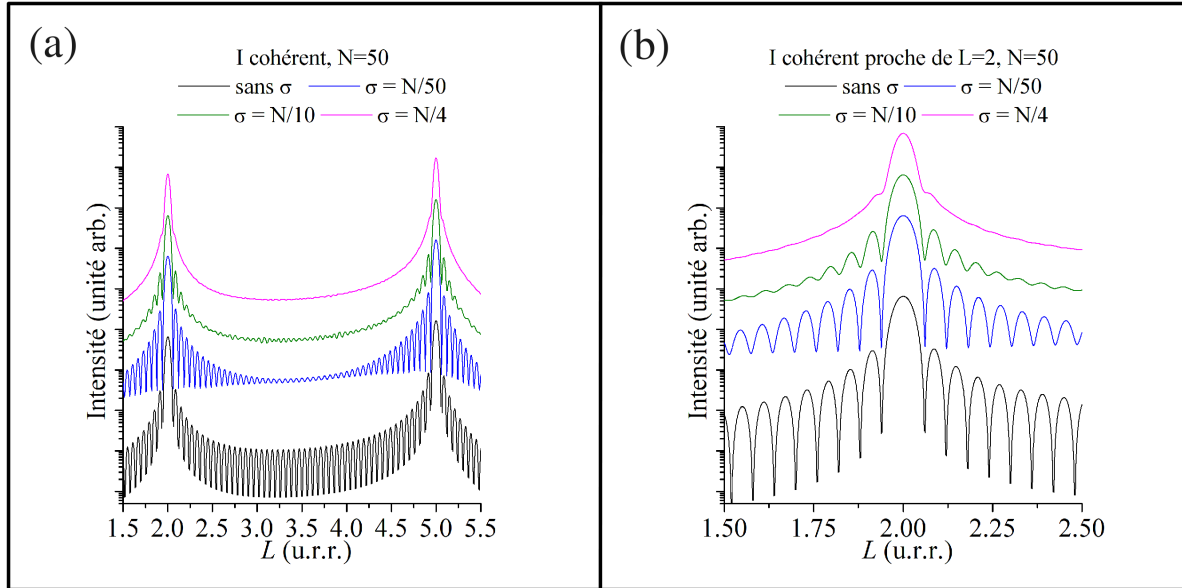 (a)
I cohérent, N=50
sans σ
σ = N/50
σ = N/10
σ = N/4
Intensité (unité arb.)
1.5 2.0 2.5 3.0 3.5 4.0 4.5 5.0 5.5
L (u.r.r.)
(b)
I cohérent proche de L=2, N=50
sans σ
σ = N/50
σ = N/10
σ = N/4
Intensité (unité arb.)
1.50 1.75 2.00 2.25 2.50
L (u.r.r.)